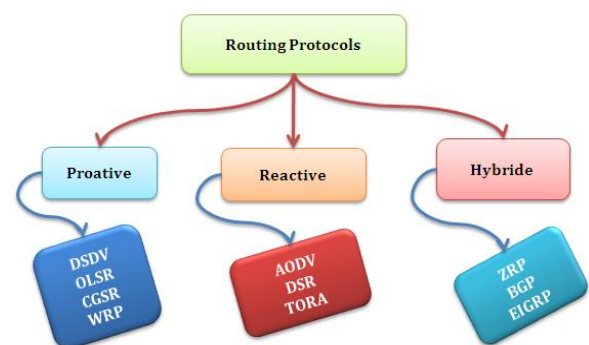 Routing Protocols
Proative
Reactive
Hybride
DSDV
OLSR
CGSR
WRP
AODV
DSR
TORA
ZRP
BGP
EIGRP